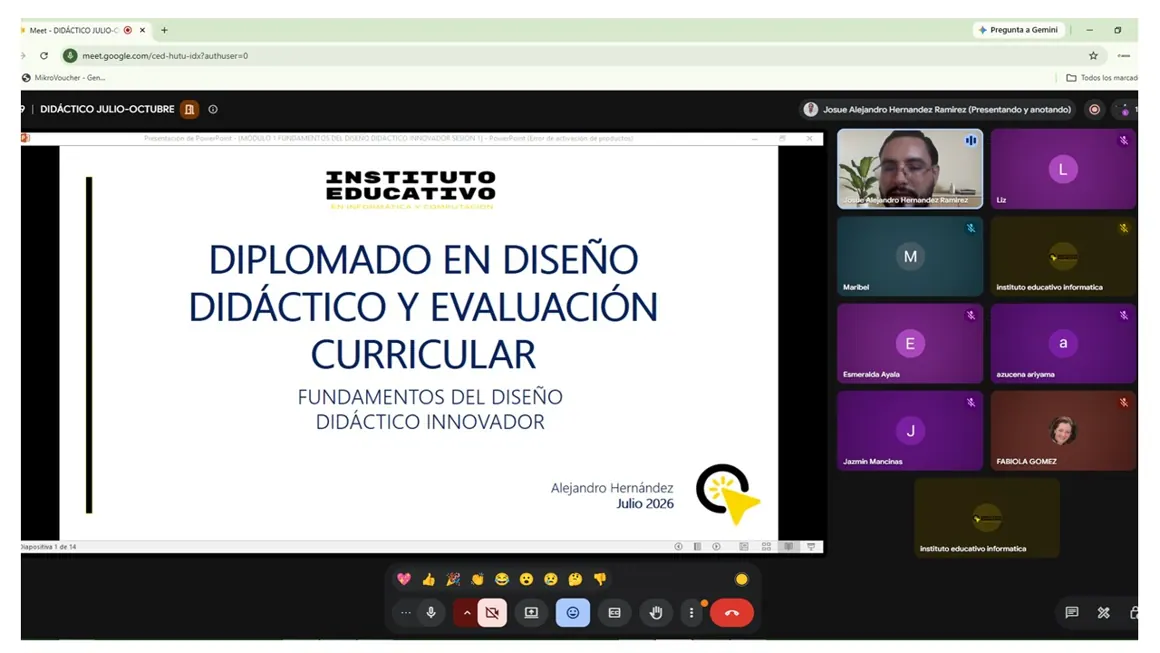 Meet - DIDÁCTICO JULIO-C
Pregunta a Gemini
meet.google.com/ced-hutu-idx?authuser=0
MikroVoucher - Gen...
Todos los marcad
9 | DIDÁCTICO JULIO-OCTUBRE
Josue Alejandro Hernandez Ramirez (Presentando y anotando)
Presentación de PowerPoint - [MÓDULO 1 FUNDAMENTOS DEL DISEÑO DIDÁCTICO INNOVADOR SESION 1] - PowerPoint (Error de activación de productos)
INSTITUTO
EDUCATIVO
EN INFORMÁTICA Y COMPUTACIÓN
DIPLOMADO EN DISEÑO
DIDÁCTICO Y EVALUACIÓN
CURRICULAR
FUNDAMENTOS DEL DISEÑO
DIDÁCTICO INNOVADOR
Alejandro Hernández
Julio 2026
Diapositiva 1 de 14
Josue Alejandro Hernandez Ramirez
L
Liz
M
Maribel
instituto educativo informatica
E
Esmeralda Ayala
a
azucena ariyama
J
Jazmin Mancinas
FABIOLA GOMEZ
instituto educativo informatica